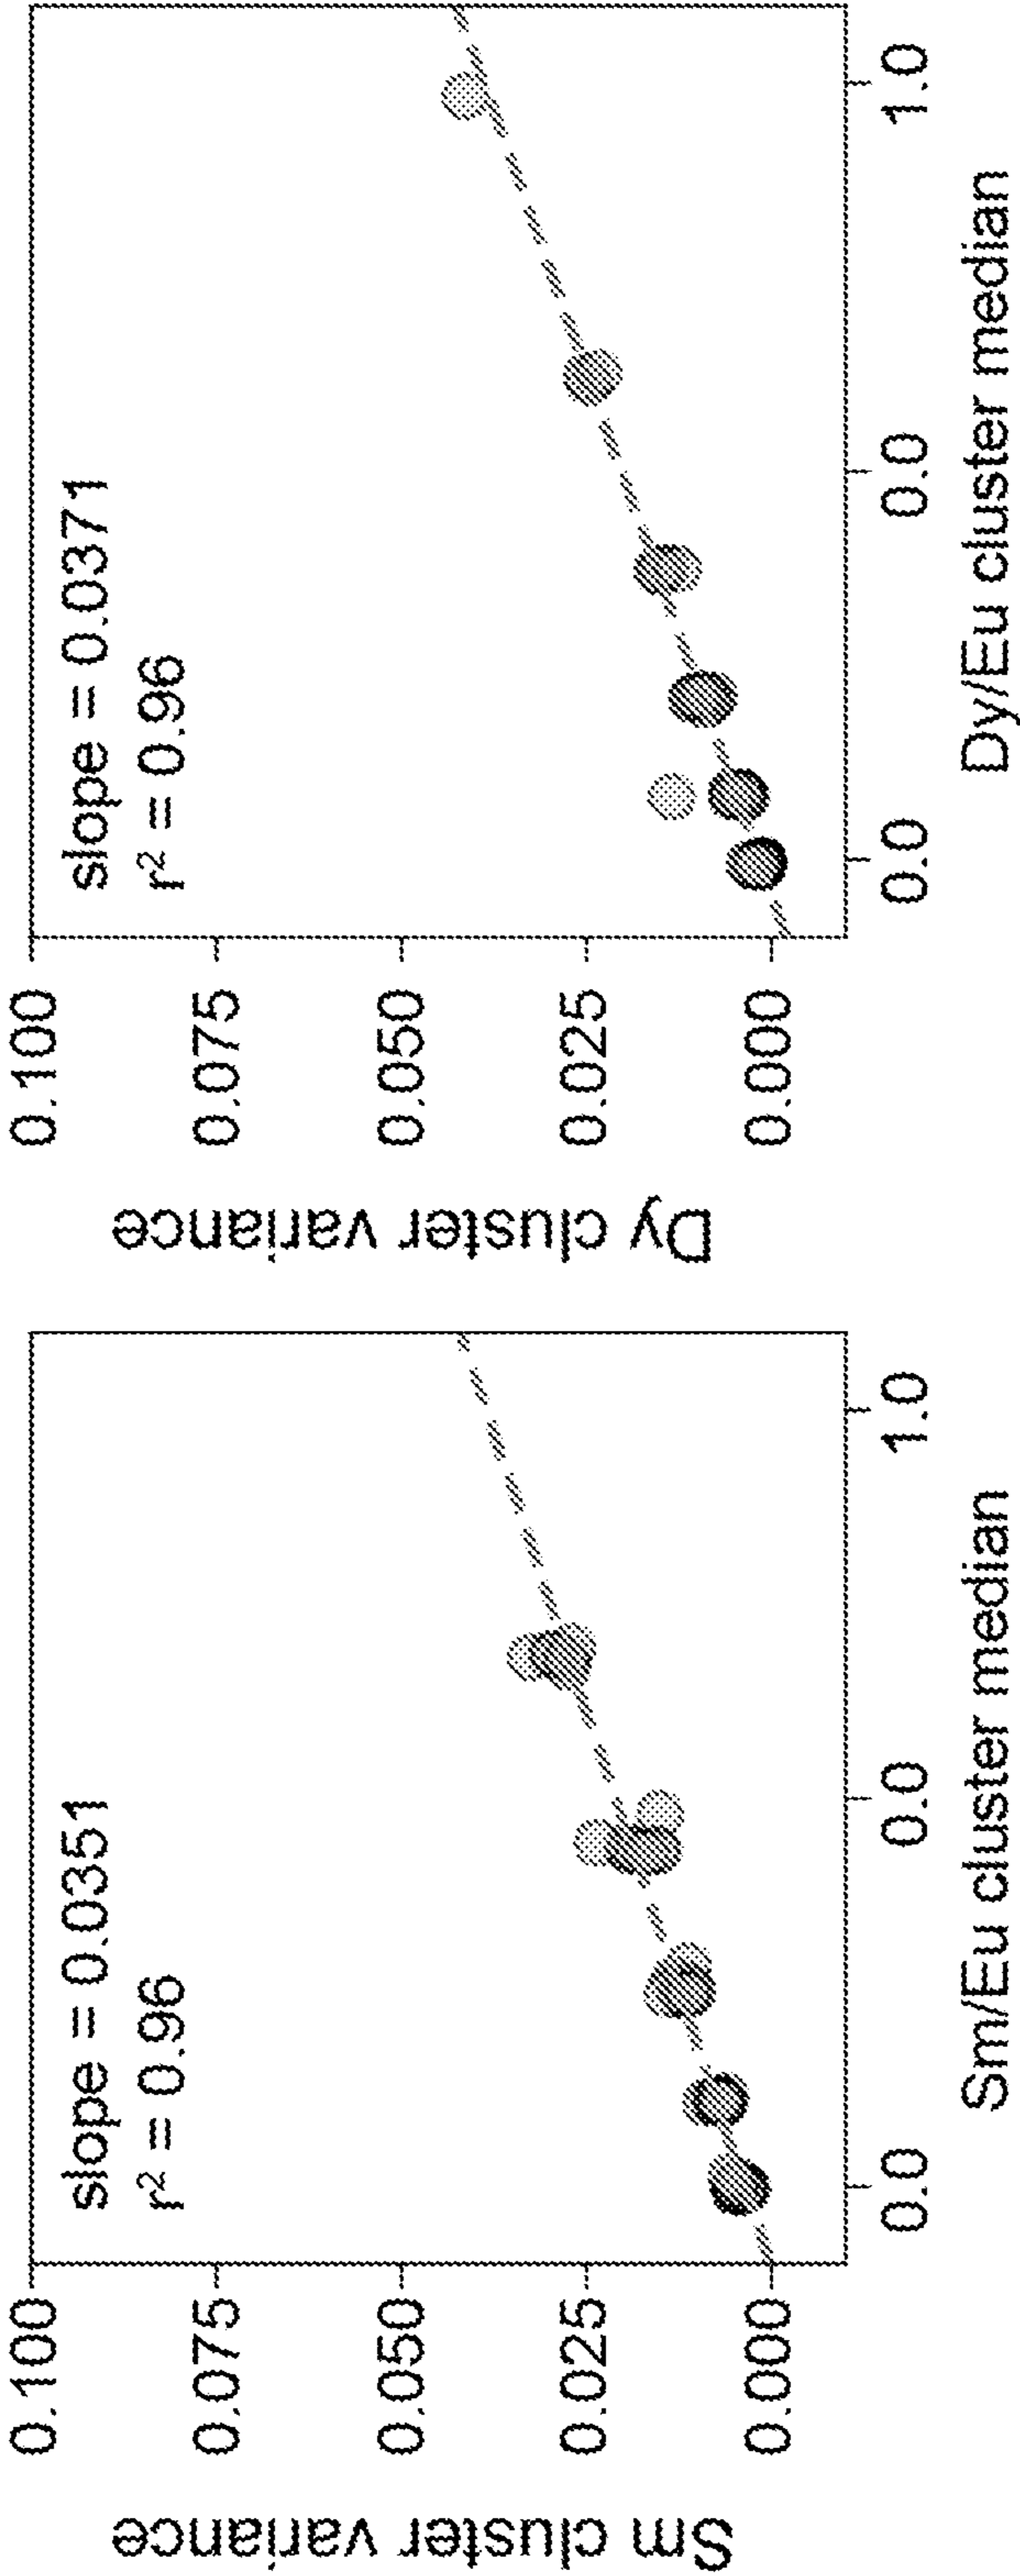 Sm cluster variance
0.100
0.075
0.050
0.025
0.000
slope = 0.0351
r² = 0.96
0.0
0.0
1.0
Sm/Eu cluster median
Dy cluster variance
0.100
0.075
0.050
0.025
0.000
slope = 0.0371
r² = 0.96
0.0
0.0
1.0
Dy/Eu cluster median